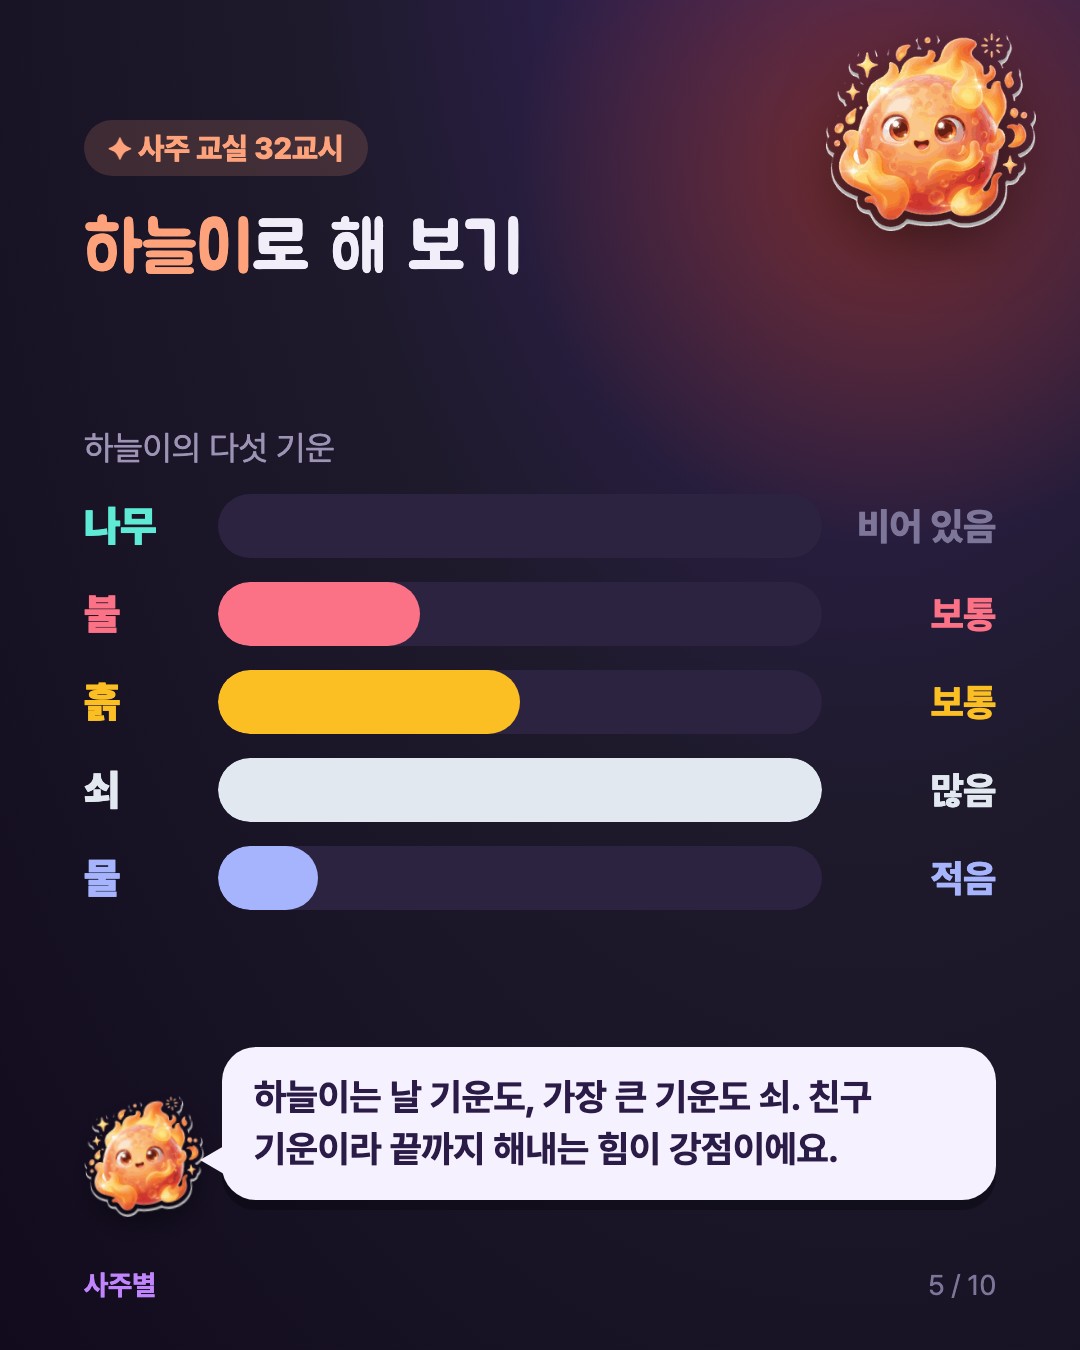 ✦ 사주 교실 32교시
하늘이로 해 보기
하늘이의 다섯 기운
나무 비어 있음
불 보통
흙 보통
쇠 많음
물 적음
하늘이는 날 기운도, 가장 큰 기운도 쇠. 친구
기운이라 끝까지 해내는 힘이 강점이에요.
사주별 5 / 10